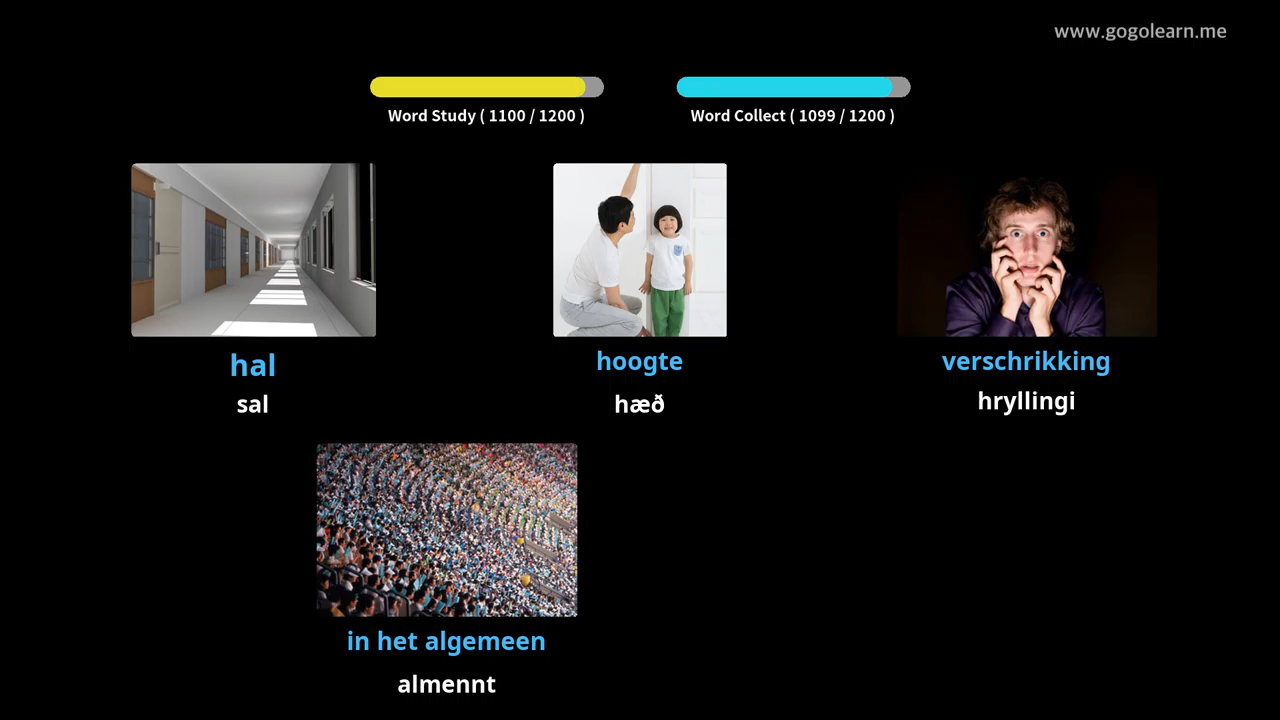 www.gogolearn.me
Word Study ( 1100 / 1200 )
Word Collect ( 1099 / 1200 )
hal
sal
hoogte
hæð
verschrikking
hryllingi
in het algemeen
almennt